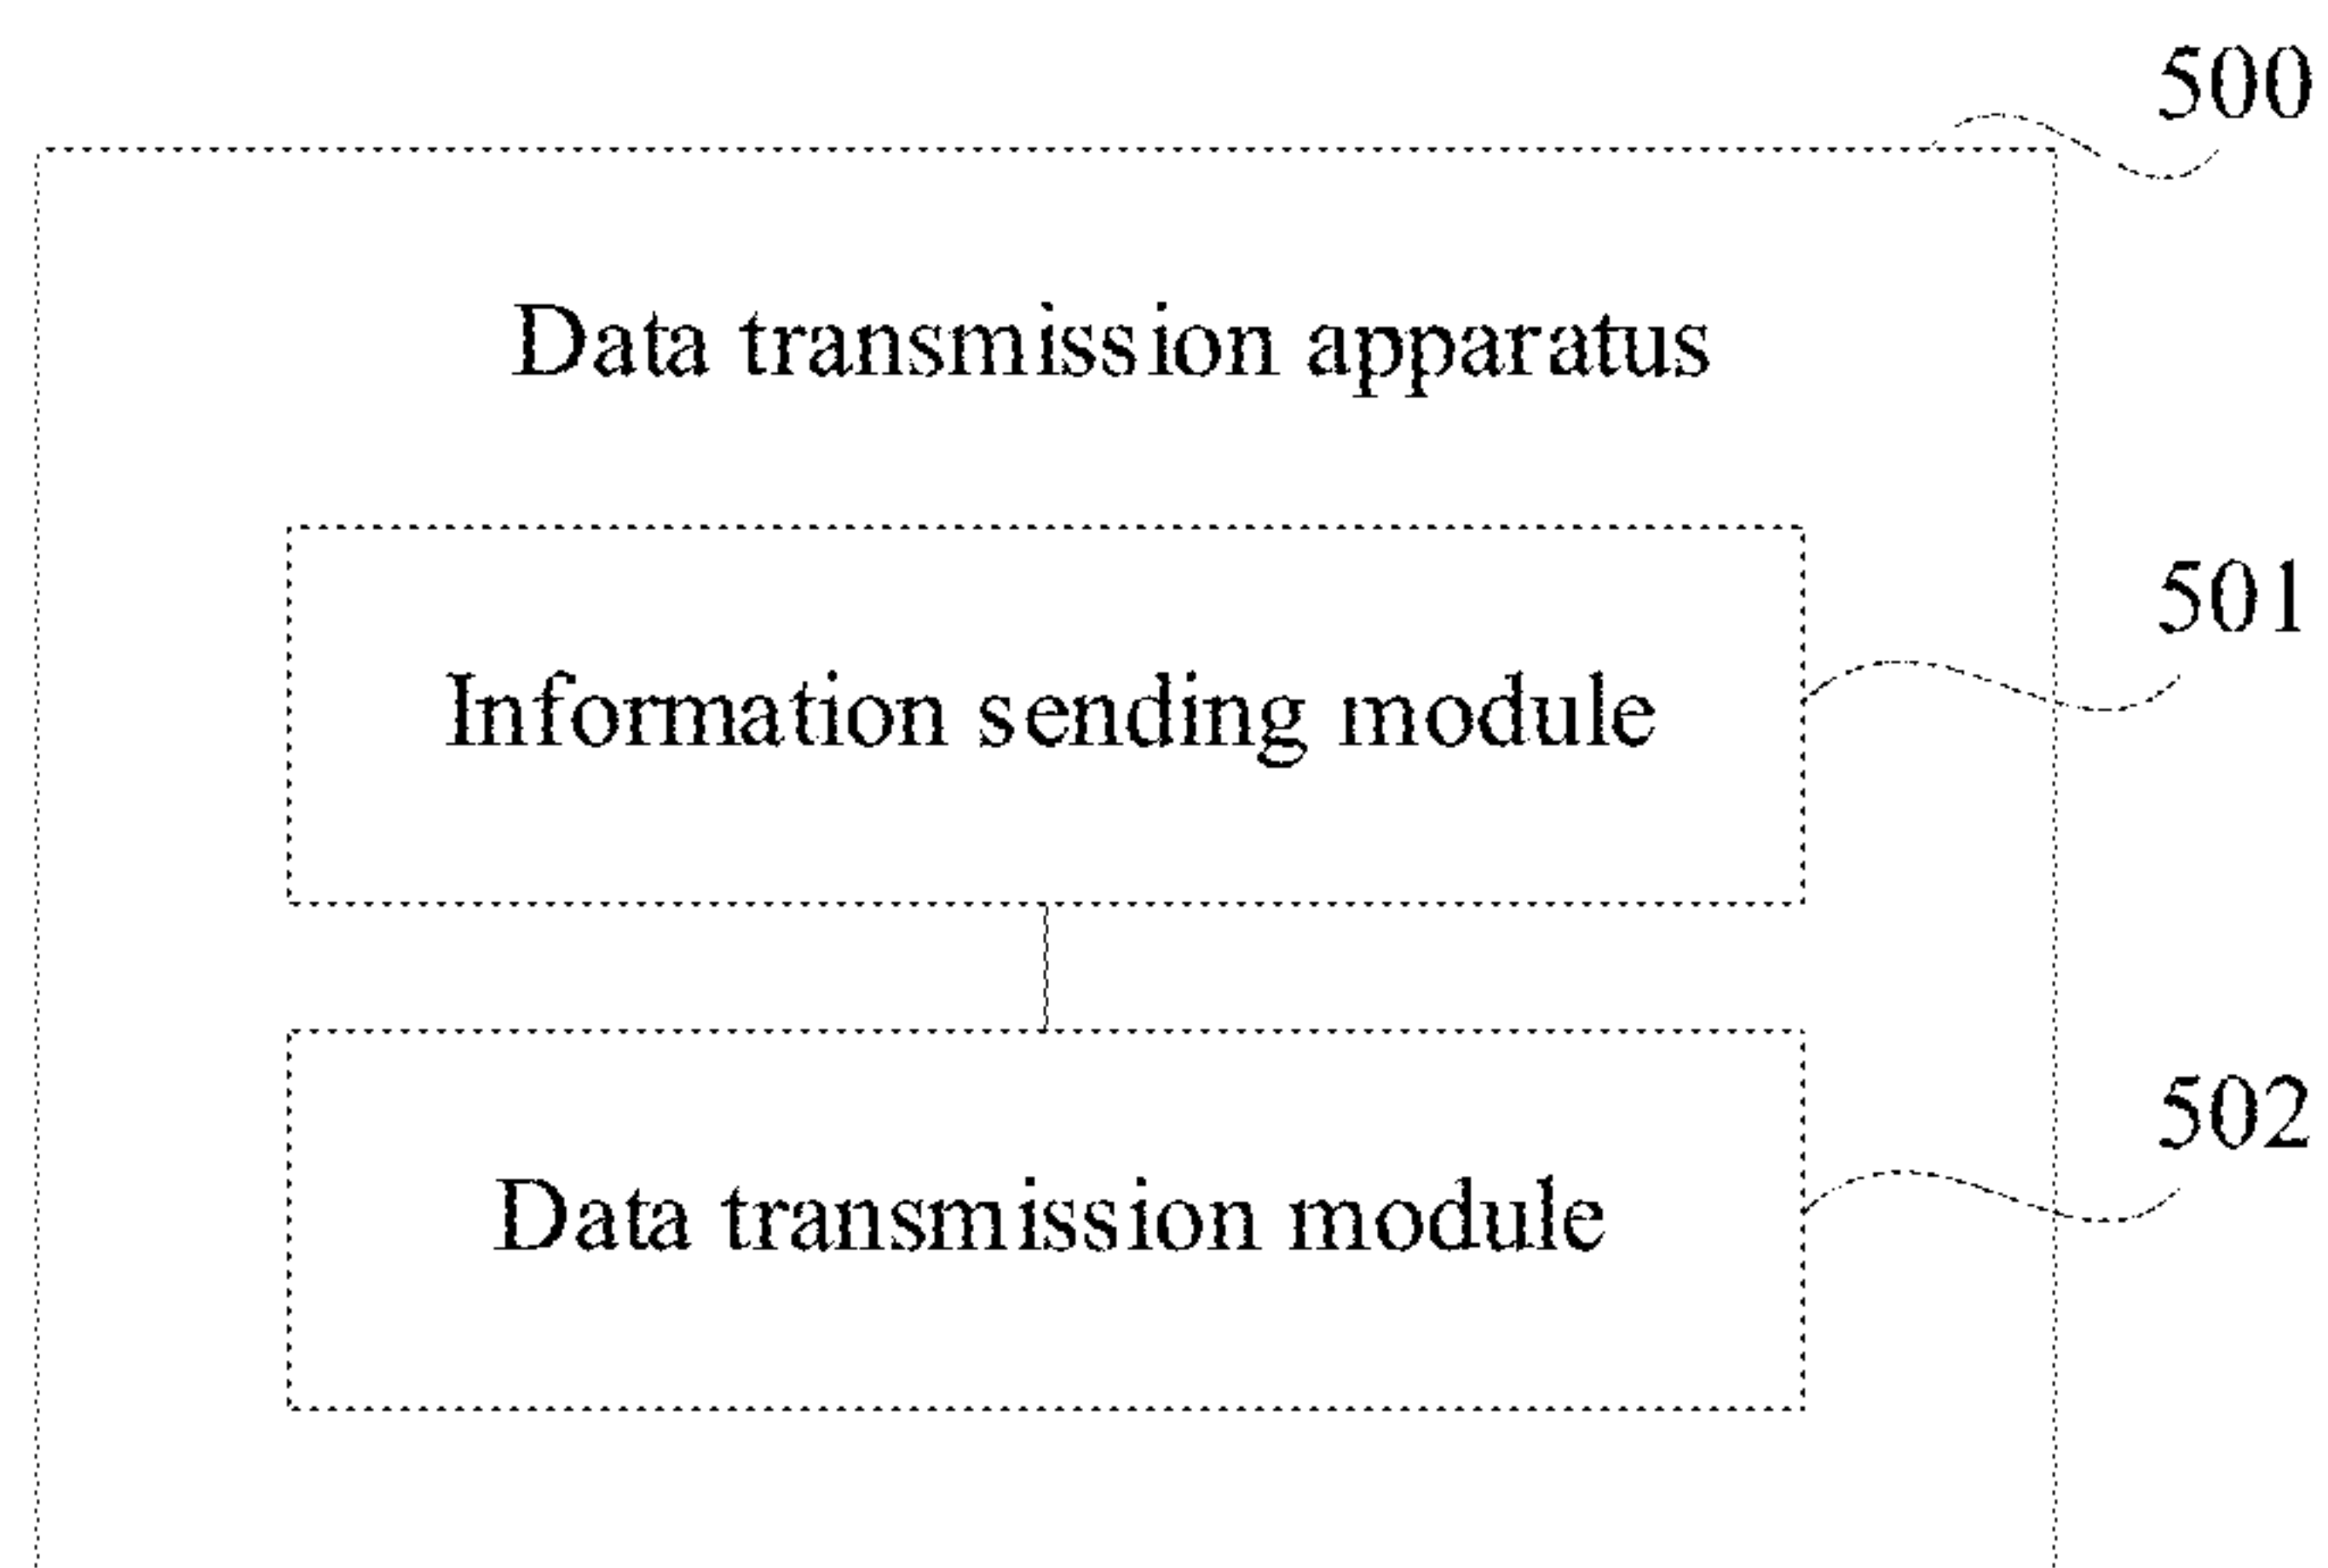 500
Data transmission apparatus
501
Information sending module
502
Data transmission module